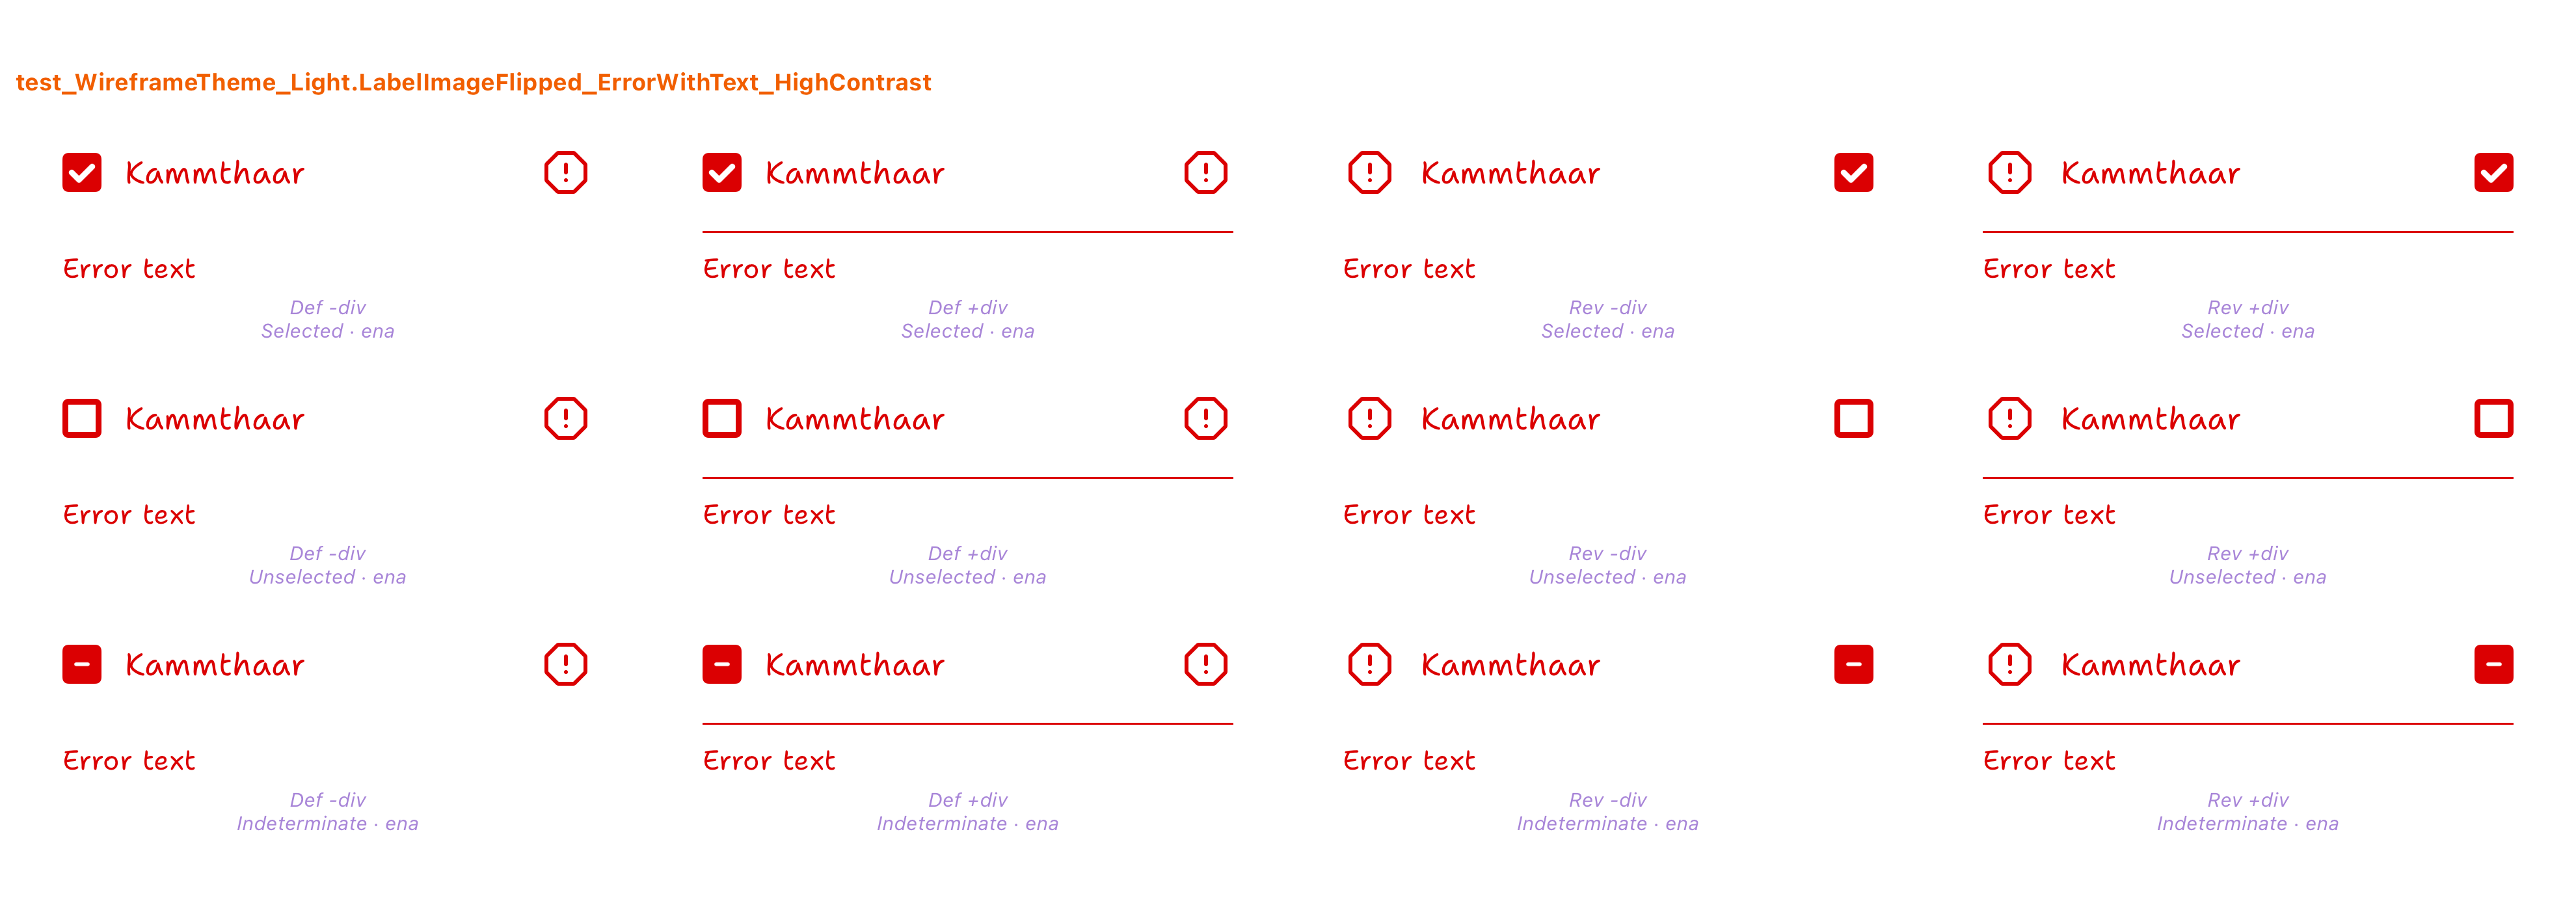 test_WireframeTheme_Light.LabelImageFlipped_ErrorWithText_HighContrast
Kammthaar
Kammthaar
Kammthaar
Kammthaar
Error text
Error text
Error text
Error text
Def -div
Selected · ena
Def +div
Selected · ena
Rev -div
Selected · ena
Rev +div
Selected · ena
Kammthaar
Kammthaar
Kammthaar
Kammthaar
Error text
Error text
Error text
Error text
Def -div
Unselected · ena
Def +div
Unselected · ena
Rev -div
Unselected · ena
Rev +div
Unselected · ena
Kammthaar
Kammthaar
Kammthaar
Kammthaar
Error text
Error text
Error text
Error text
Def -div
Indeterminate · ena
Def +div
Indeterminate · ena
Rev -div
Indeterminate · ena
Rev +div
Indeterminate · ena